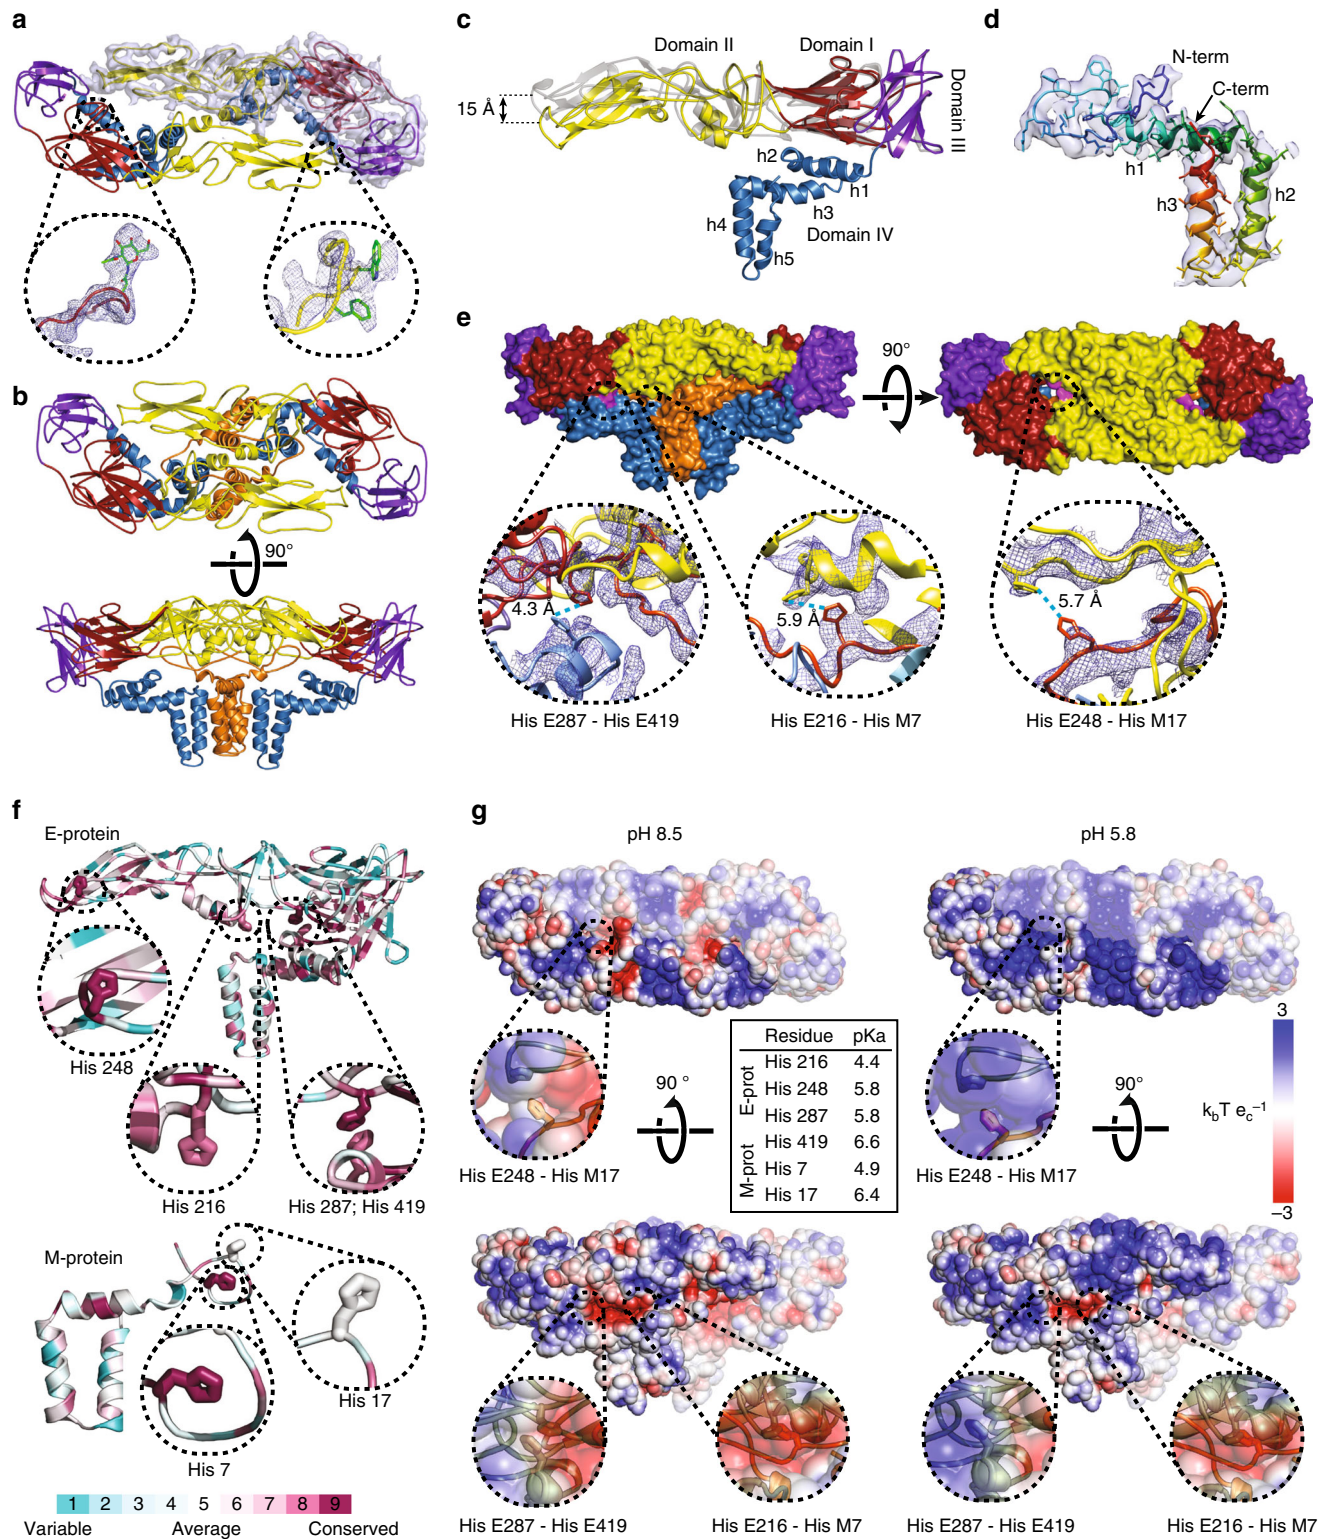 a
b
90°
c
Domain II
Domain I
Domain III
15 Å
h2
h1
h3
h4
Domain IV
h5
d
N-term
C-term
h1
h3
h2
e
90°
4.3 Å
5.9 Å
5.7 Å
His E287 - His E419
His E216 - His M7
His E248 - His M17
f
E-protein
His 248
His 216
His 287; His 419
M-protein
His 17
His 7
1 2 3 4 5 6 7 8 9
Variable Average Conserved
g
pH 8.5
pH 5.8
His E248 - His M17
90 °
Residue pKa
E-prot
His 216 4.4
His 248 5.8
His 287 5.8
His 419 6.6
M-prot
His 7 4.9
His 17 6.4
His E248 - His M17
90°
3
kbT ec⁻¹
–3
His E287 - His E419
His E216 - His M7
His E287 - His E419
His E216 - His M7